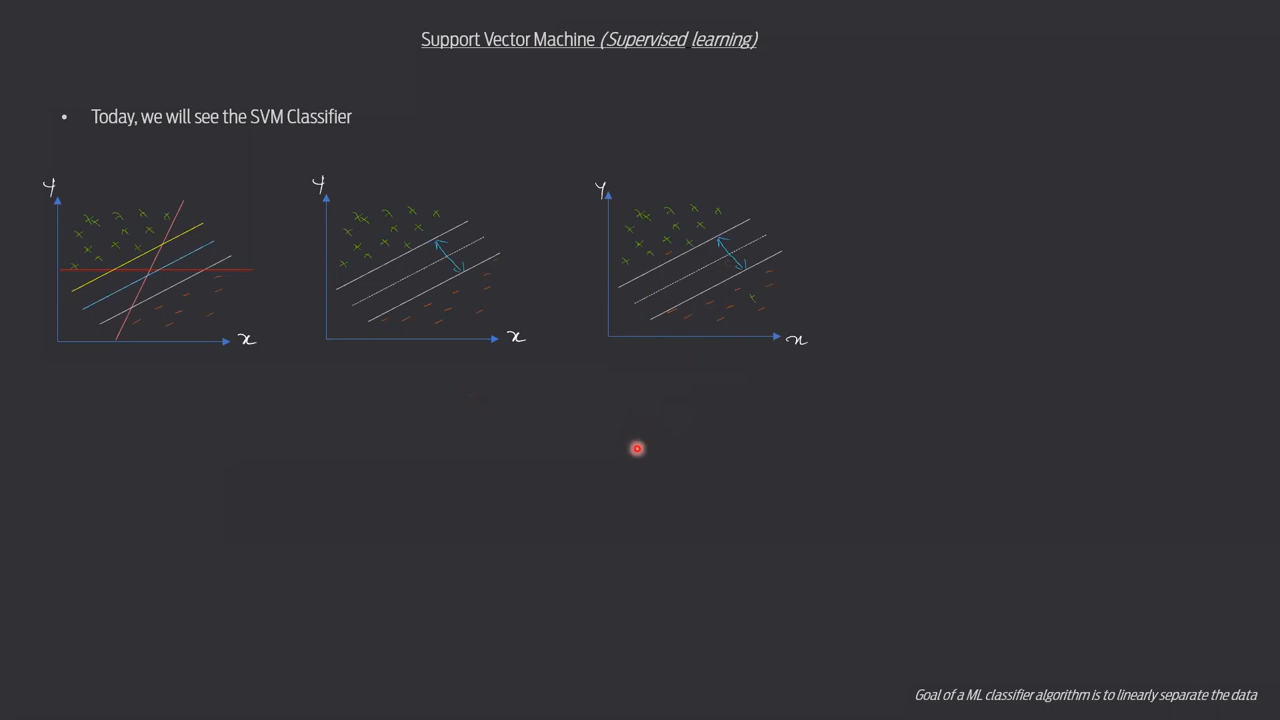 Support Vector Machine (Supervised learning)
• Today, we will see the SVM Classifier
y
y
y
x
x
x
Goal of a ML classifier algorithm is to linearly separate the data